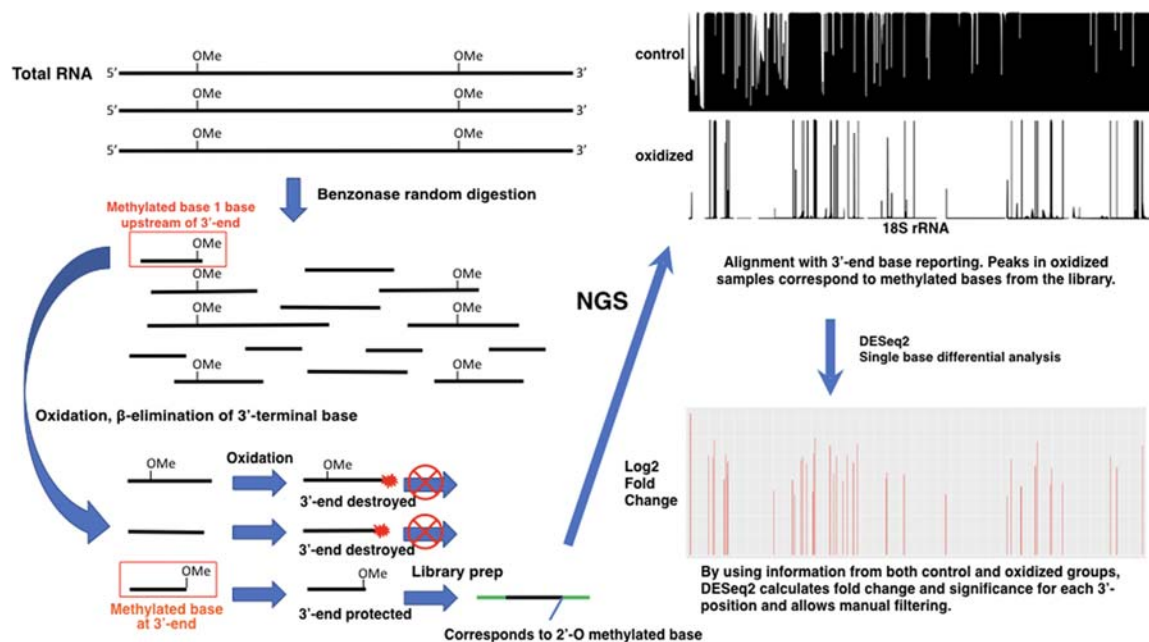 Total RNA
5' OMe OMe 3'
5' OMe OMe 3'
5' OMe OMe 3'
Benzonase random digestion
Methylated base 1 base
upstream of 3'-end
OMe
OMe OMe
OMe OMe
OMe OMe
Oxidation, β-elimination of 3'-terminal base
OMe
Oxidation
3'-end destroyed
3'-end destroyed
OMe
OMe
Library prep
Methylated base
at 3'-end
3'-end protected
Corresponds to 2'-O methylated base
NGS
control
oxidized
18S rRNA
Alignment with 3'-end base reporting. Peaks in oxidized
samples correspond to methylated bases from the library.
DESeq2
Single base differential analysis
Log2
Fold
Change
By using information from both control and oxidized groups,
DESeq2 calculates fold change and significance for each 3'-
position and allows manual filtering.